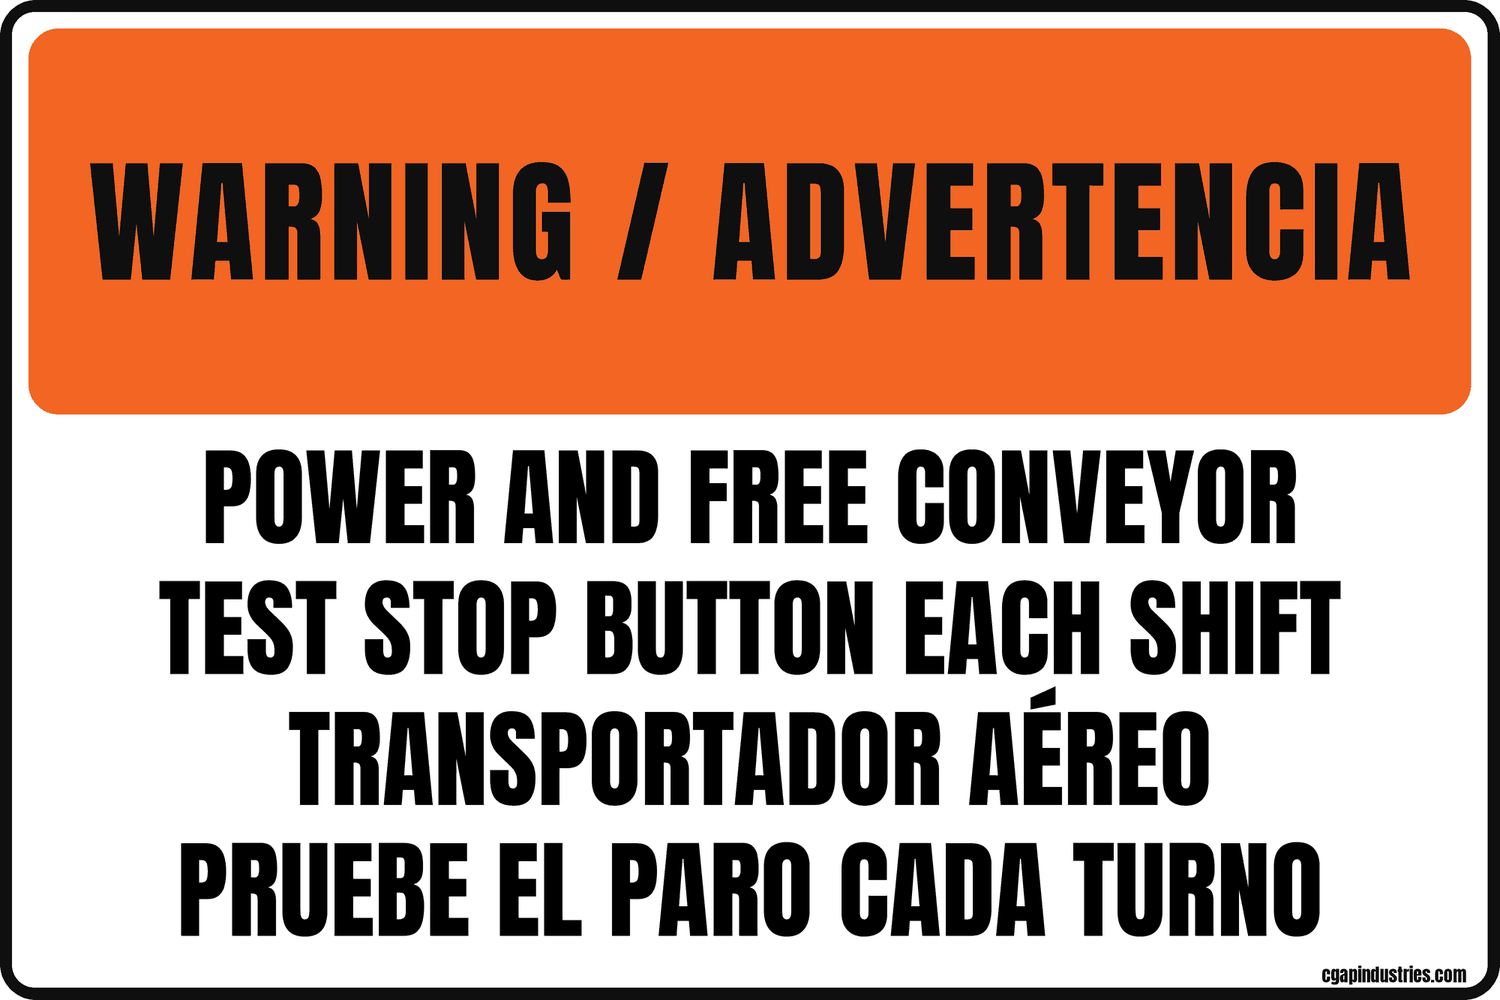 WARNING / ADVERTENCIA
POWER AND FREE CONVEYOR
TEST STOP BUTTON EACH SHIFT
TRANSPORTADOR AÉREO
PRUEBE EL PARO CADA TURNO
cgapindustries.com